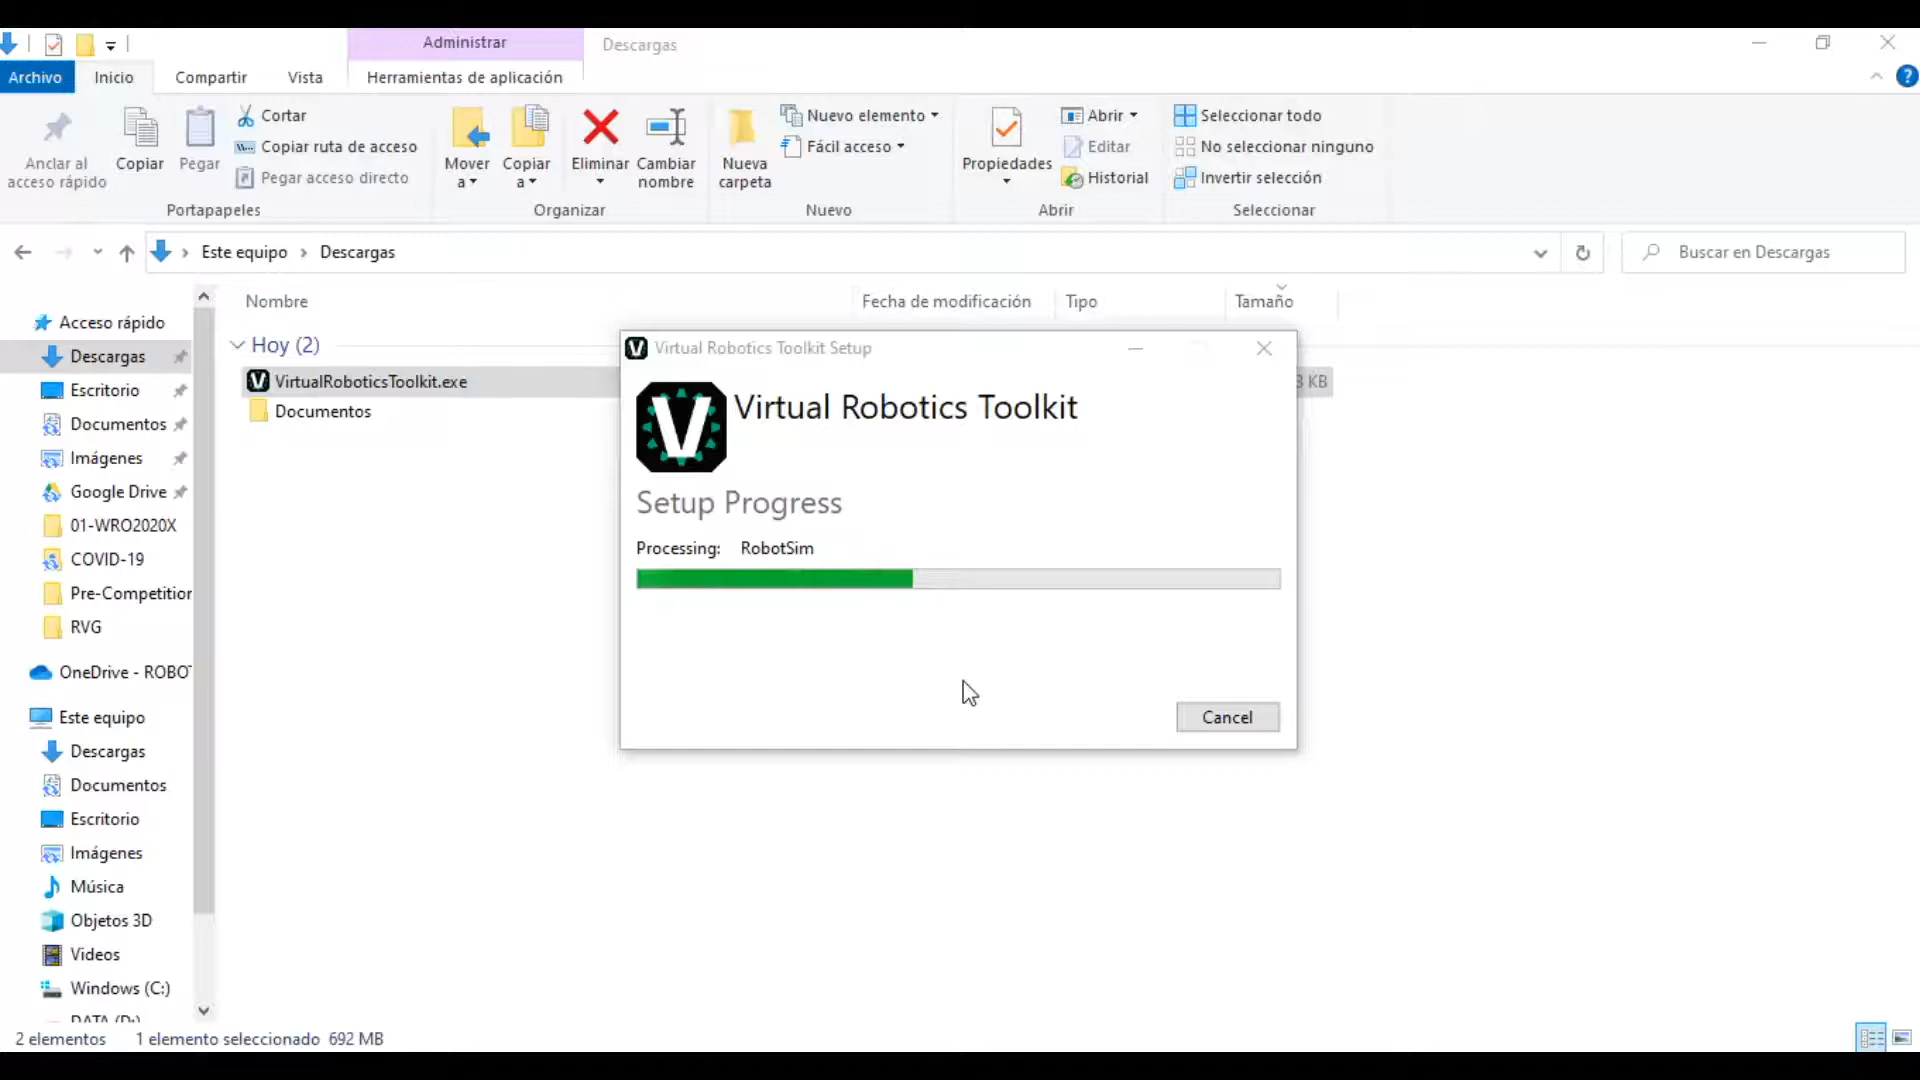 Administrar
Descargas
Archivo
Inicio
Compartir
Vista
Herramientas de aplicación
Anclar al
acceso rápido
Copiar
Pegar
Cortar
Copiar ruta de acceso
Pegar acceso directo
Portapapeles
Mover
a
Copiar
a
Eliminar
Cambiar
nombre
Organizar
Nueva
carpeta
Nuevo elemento
Fácil acceso
Nuevo
Propiedades
Abrir
Editar
Historial
Abrir
Seleccionar todo
No seleccionar ninguno
Invertir selección
Seleccionar
Este equipo
Descargas
Buscar en Descargas
Nombre
Fecha de modificación
Tipo
Tamaño
Acceso rápido
Descargas
Escritorio
Documentos
Imágenes
Google Drive
01-WRO2020X
COVID-19
Pre-Competition
RVG
OneDrive - ROBOT
Este equipo
Descargas
Documentos
Escritorio
Imágenes
Música
Objetos 3D
Videos
Windows (C:)
DATA (D:)
Hoy (2)
VirtualRoboticsToolkit.exe
KB
Documentos
Virtual Robotics Toolkit Setup
V
Virtual Robotics Toolkit
Setup Progress
Processing: RobotSim
Cancel
2 elementos
1 elemento seleccionado 692 MB